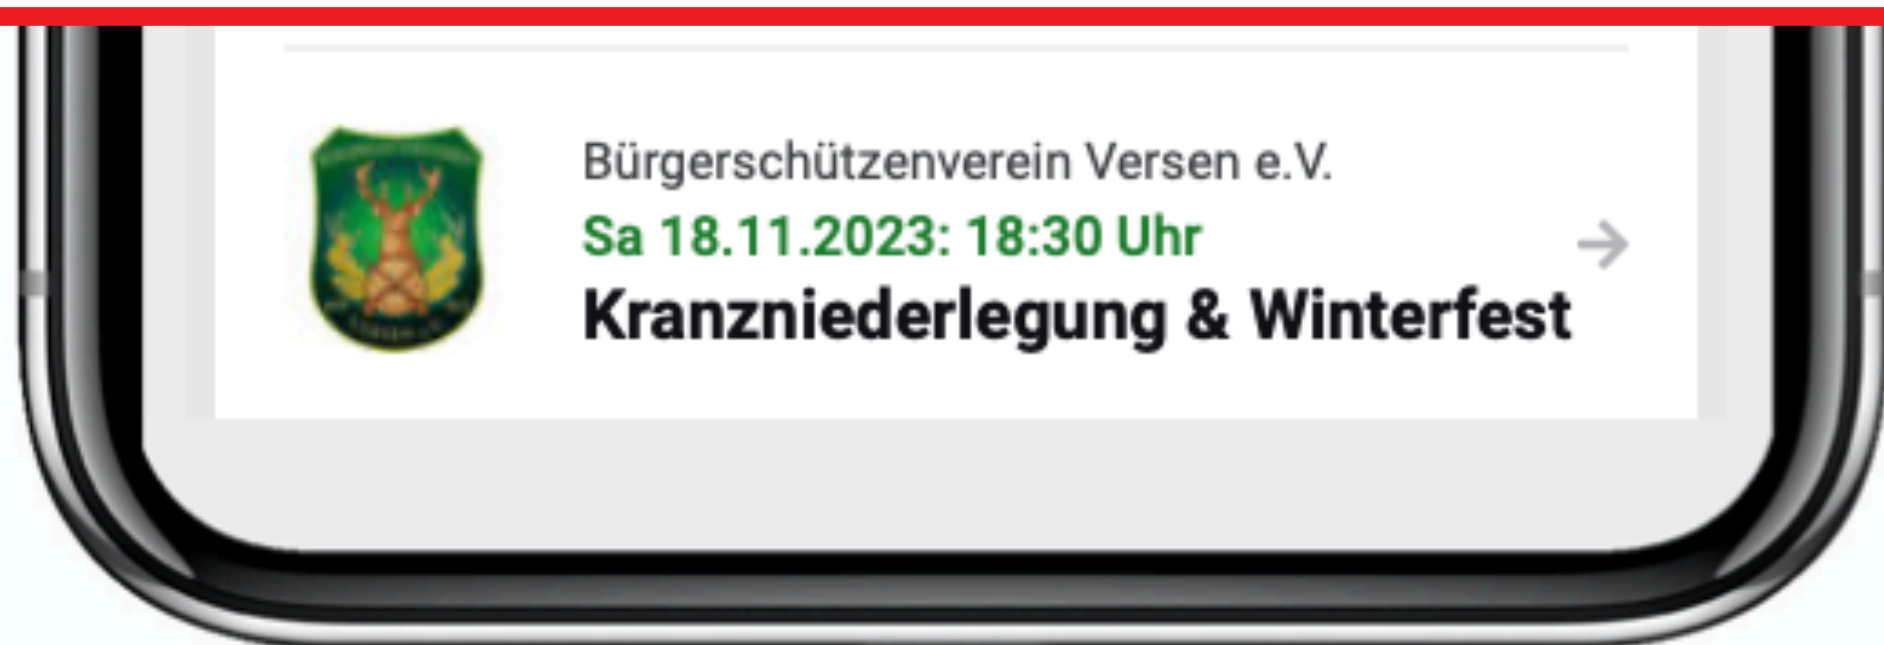 Bürgerschützenverein Versen e.V.
Sa 18.11.2023: 18:30 Uhr
Kranzniederlegung & Winterfest